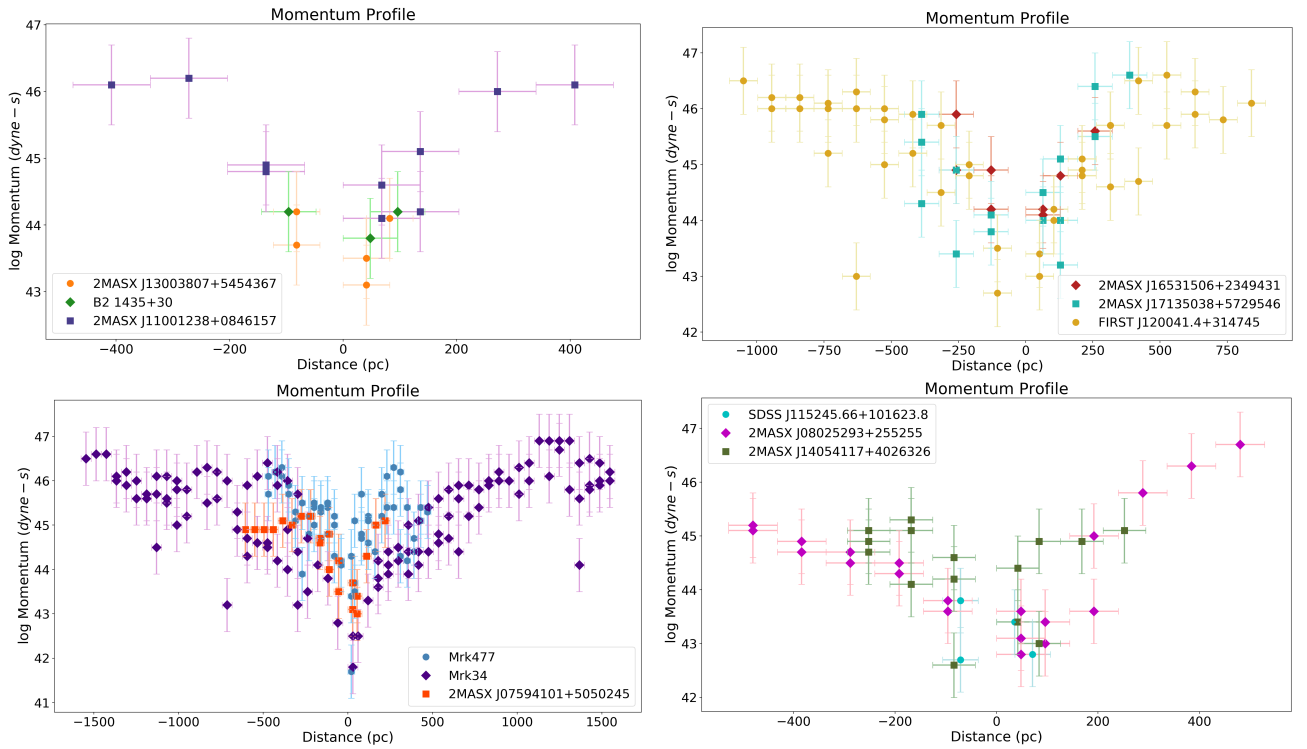 Momentum Profile
47
46
45
44
43
log Momentum (dyne − s)
2MASX J13003807+5454367
B2 1435+30
2MASX J11001238+0846157
−400 −200 0 200 400
Distance (pc)
Momentum Profile
47
46
45
44
43
42
log Momentum (dyne − s)
2MASX J16531506+2349431
2MASX J17135038+5729546
FIRST J120041.4+314745
−1000 −750 −500 −250 0 250 500 750
Distance (pc)
Momentum Profile
47
46
45
44
43
42
41
log Momentum (dyne − s)
Mrk477
Mrk34
2MASX J07594101+5050245
−1500 −1000 −500 0 500 1000 1500
Distance (pc)
Momentum Profile
SDSS J115245.66+101623.8
2MASX J08025293+255255
2MASX J14054117+4026326
47
46
45
44
43
42
log Momentum (dyne − s)
−400 −200 0 200 400
Distance (pc)